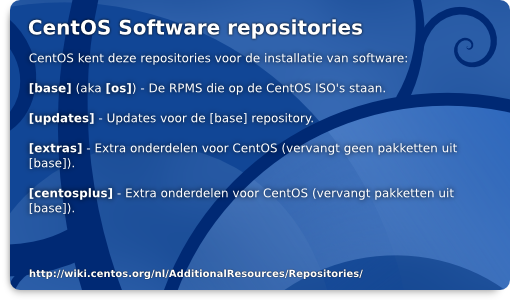 CentOS Software repositories
CentOS kent deze repositories voor de installatie van software:
[base] (aka [os]) - De RPMS die op de CentOS ISO's staan.
[updates] - Updates voor de [base] repository.
[extras] - Extra onderdelen voor CentOS (vervangt geen pakketten uit
[base]).
[centosplus] - Extra onderdelen voor CentOS (vervangt pakketten uit
[base]).
http://wiki.centos.org/nl/AdditionalResources/Repositories/